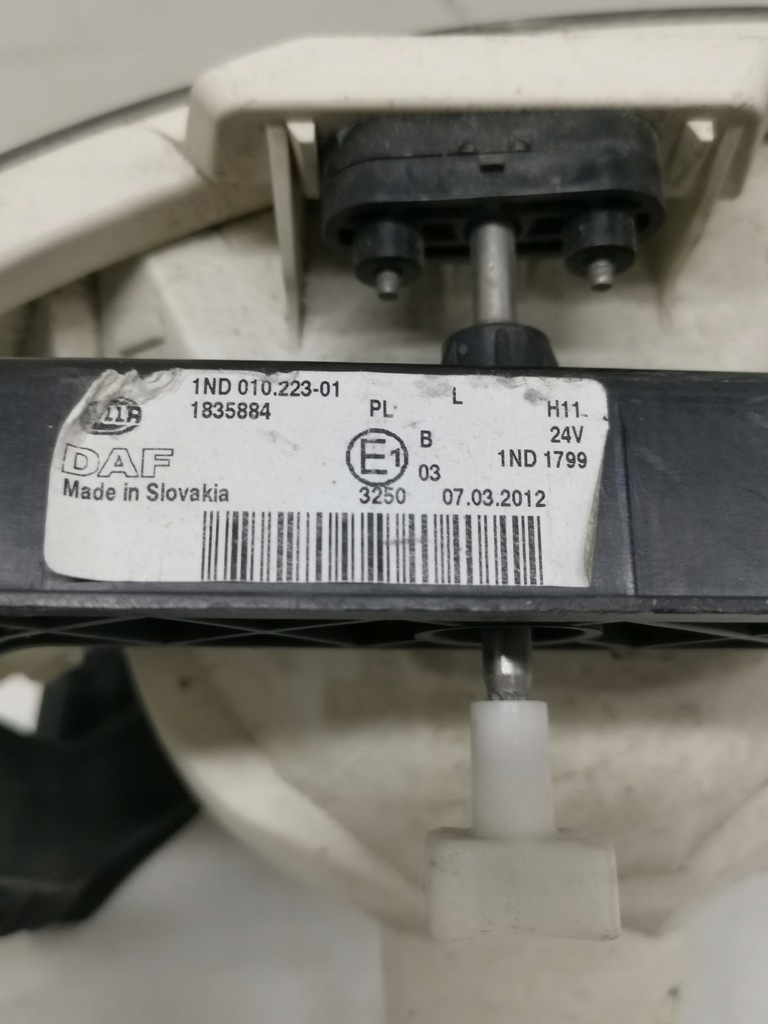 1ND 010.223-01
1835884
PL
L
H11
24V
1ND 1799
E1
B
03
DAF
Made in Slovakia
3250
07.03.2012